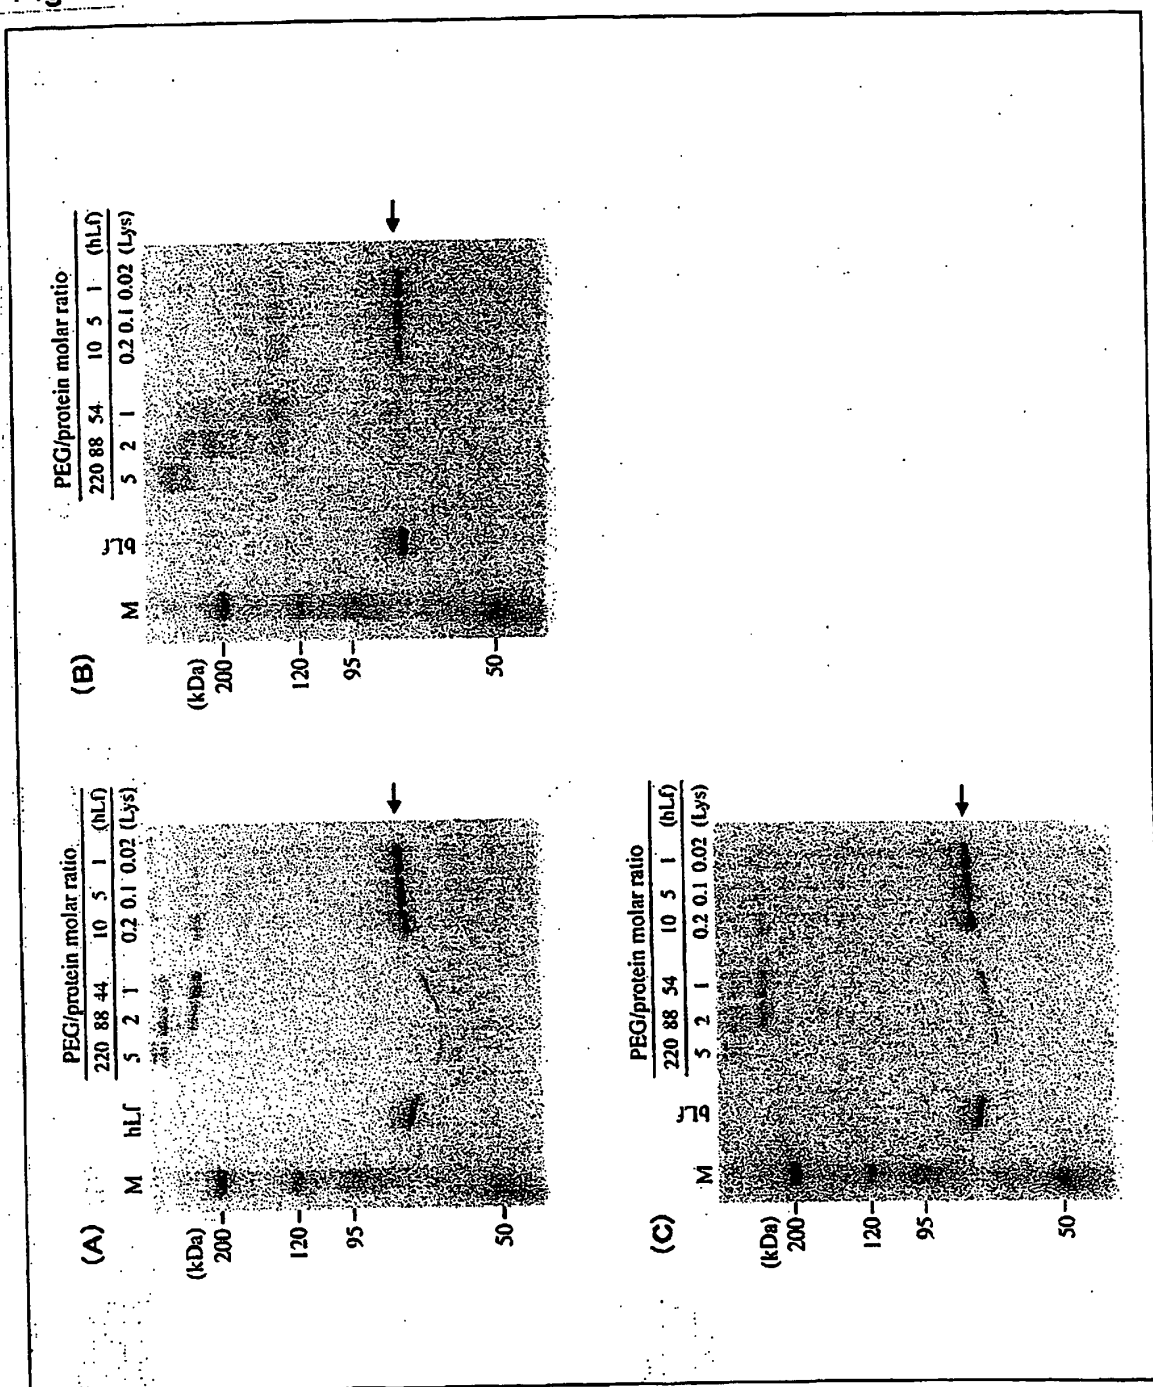 (A)
PEG/protein molar ratio
220 88 44 10 5 1 (hLf)
M hLf 5 2 1 0.2 0.1 0.02 (Lys)
(kDa)
200
120
95
50
(B)
PEG/protein molar ratio
220 88 54 10 5 1 (hLf)
M 5 2 1 0.2 0.1 0.02 (Lys)
(kDa)
200
120
95
50
(C)
PEG/protein molar ratio
220 88 54 10 5 1 (hLf)
M 5 2 1 0.2 0.1 0.02 (Lys)
(kDa)
200
120
95
50